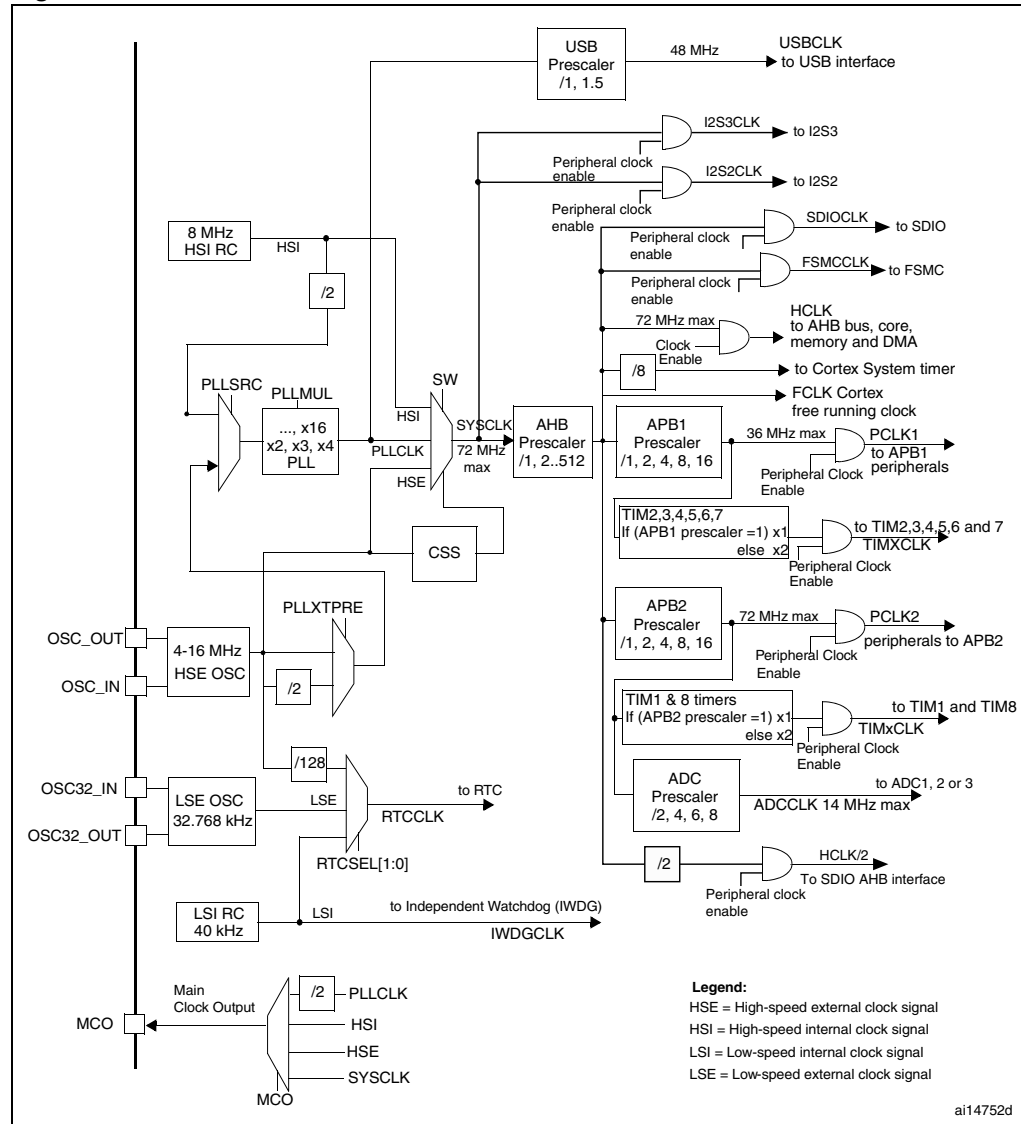 USB
Prescaler
/1, 1.5
48 MHz
USBCLK
to USB interface
I2S3CLK
to I2S3
Peripheral clock
enable
I2S2CLK
to I2S2
Peripheral clock
enable
SDIOCLK
to SDIO
Peripheral clock
enable
FSMCCLK
to FSMC
Peripheral clock
enable
8 MHz
HSI RC
HSI
/2
HCLK
to AHB bus, core,
memory and DMA
72 MHz max
Clock
Enable
/8
to Cortex System timer
FCLK Cortex
free running clock
PLLSRC
PLLMUL
..., x16
x2, x3, x4
PLL
SW
HSI
PLLCLK
HSE
SYSCLK
72 MHz
max
AHB
Prescaler
/1, 2..512
APB1
Prescaler
/1, 2, 4, 8, 16
36 MHz max
PCLK1
to APB1
peripherals
Peripheral Clock
Enable
TIM2,3,4,5,6,7
If (APB1 prescaler =1) x1
else x2
to TIM2,3,4,5,6 and 7
TIMXCLK
Peripheral Clock
Enable
CSS
PLLXTPRE
OSC_OUT
OSC_IN
4-16 MHz
HSE OSC
/2
APB2
Prescaler
/1, 2, 4, 8, 16
72 MHz max
PCLK2
peripherals to APB2
Peripheral Clock
Enable
TIM1 & 8 timers
If (APB2 prescaler =1) x1
else x2
to TIM1 and TIM8
TIMxCLK
Peripheral Clock
Enable
/128
OSC32_IN
OSC32_OUT
LSE OSC
32.768 kHz
LSE
to RTC
RTCCLK
RTCSEL[1:0]
ADC
Prescaler
/2, 4, 6, 8
to ADC1, 2 or 3
ADCCLK 14 MHz max
/2
HCLK/2
To SDIO AHB interface
Peripheral clock
enable
LSI RC
40 kHz
LSI
to Independent Watchdog (IWDG)
IWDGCLK
MCO
Main
Clock Output
/2
PLLCLK
HSI
HSE
SYSCLK
MCO
Legend:
HSE = High-speed external clock signal
HSI = High-speed internal clock signal
LSI = Low-speed internal clock signal
LSE = Low-speed external clock signal
ai14752d